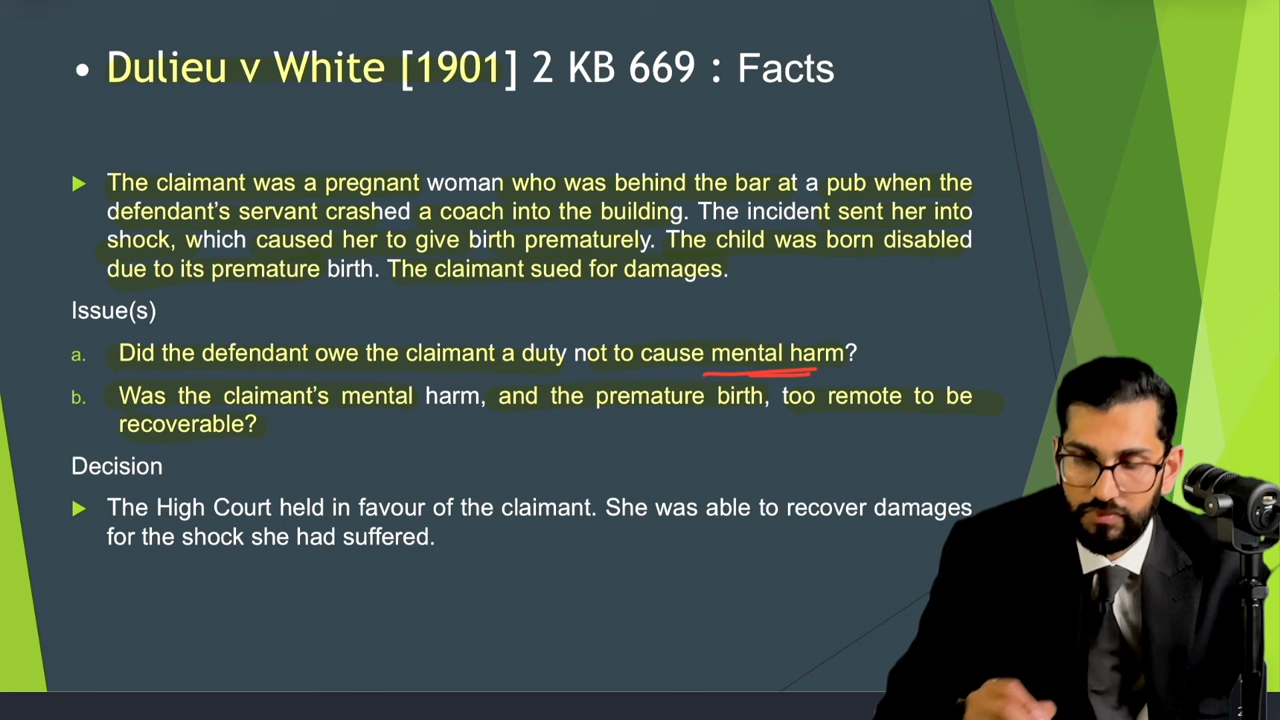 • Dulieu v White [1901] 2 KB 669 : Facts
The claimant was a pregnant woman who was behind the bar at a pub when the
defendant's servant crashed a coach into the building. The incident sent her into
shock, which caused her to give birth prematurely. The child was born disabled
due to its premature birth. The claimant sued for damages.
Issue(s)
a. Did the defendant owe the claimant a duty not to cause mental harm?
b. Was the claimant's mental harm, and the premature birth, too remote to be
recoverable?
Decision
The High Court held in favour of the claimant. She was able to recover damages
for the shock she had suffered.